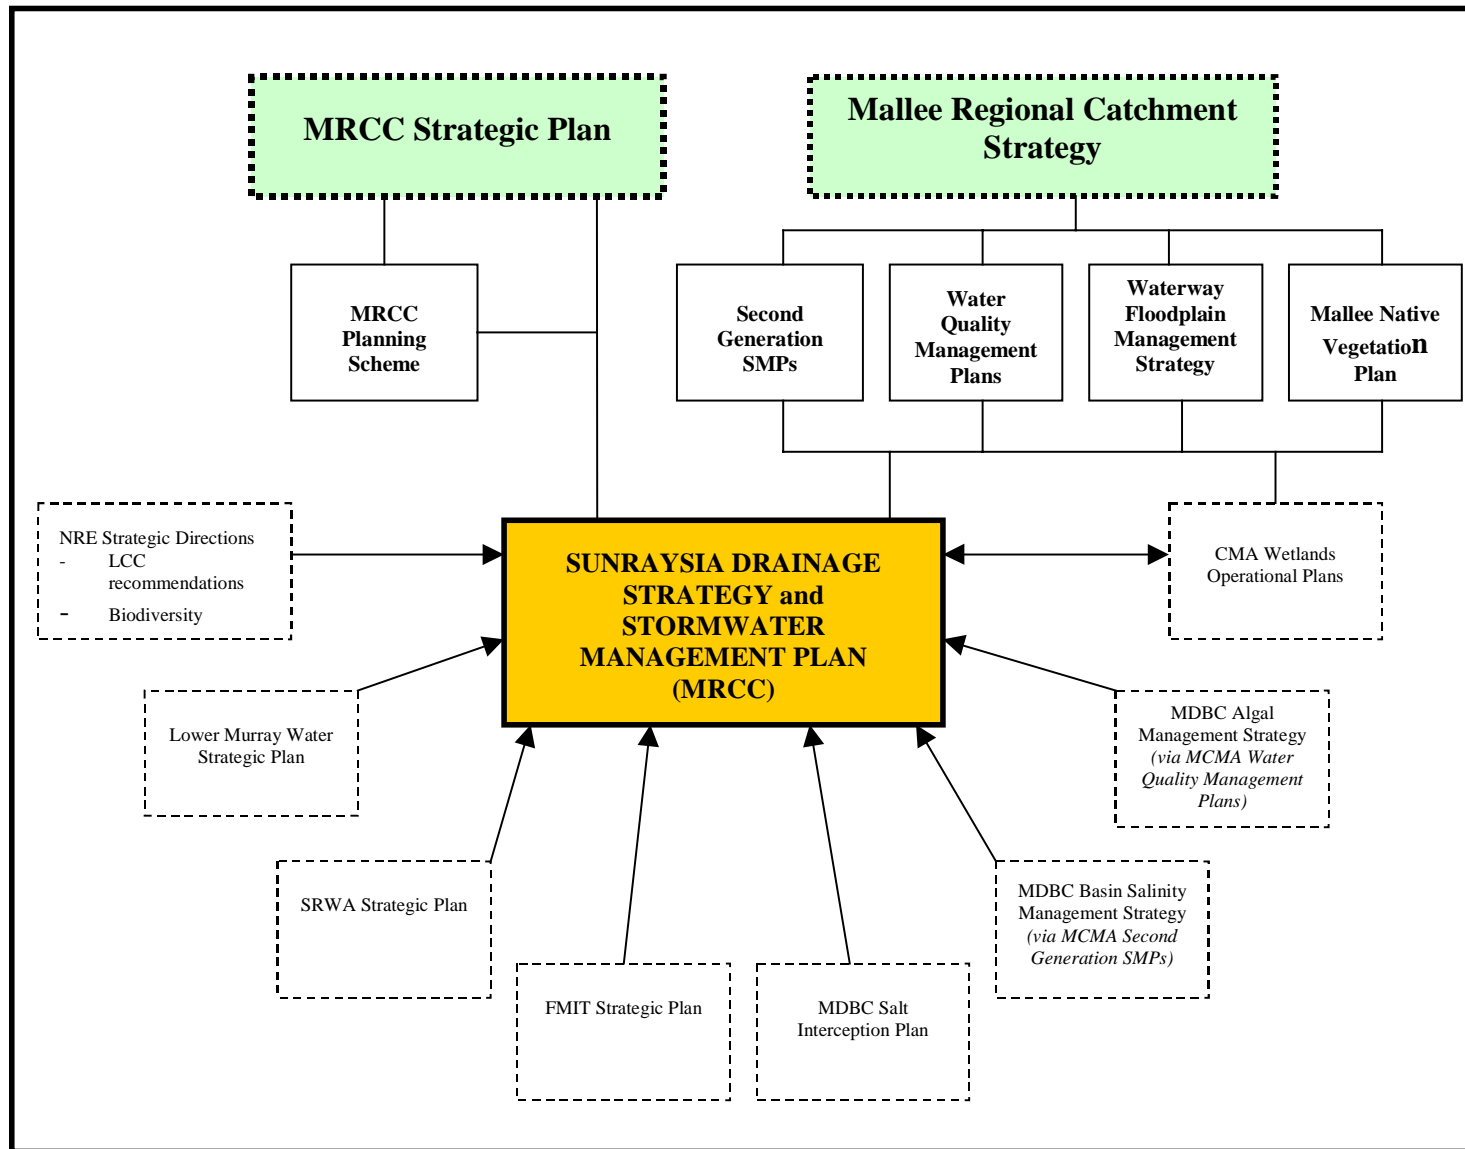 MRCC Strategic Plan
Mallee Regional Catchment
Strategy
MRCC
Planning
Scheme
Second
Generation
SMPs
Water
Quality
Management
Plans
Waterway
Floodplain
Management
Strategy
Mallee Native
Vegetation
Plan
NRE Strategic Directions
- LCC
recommendations
- Biodiversity
SUNRAYSIA DRAINAGE
STRATEGY and
STORMWATER
MANAGEMENT PLAN
(MRCC)
CMA Wetlands
Operational Plans
Lower Murray Water
Strategic Plan
MDBC Algal
Management Strategy
(via MCMA Water
Quality Management
Plans)
SRWA Strategic Plan
MDBC Basin Salinity
Management Strategy
(via MCMA Second
Generation SMPs)
FMIT Strategic Plan
MDBC Salt
Interception Plan